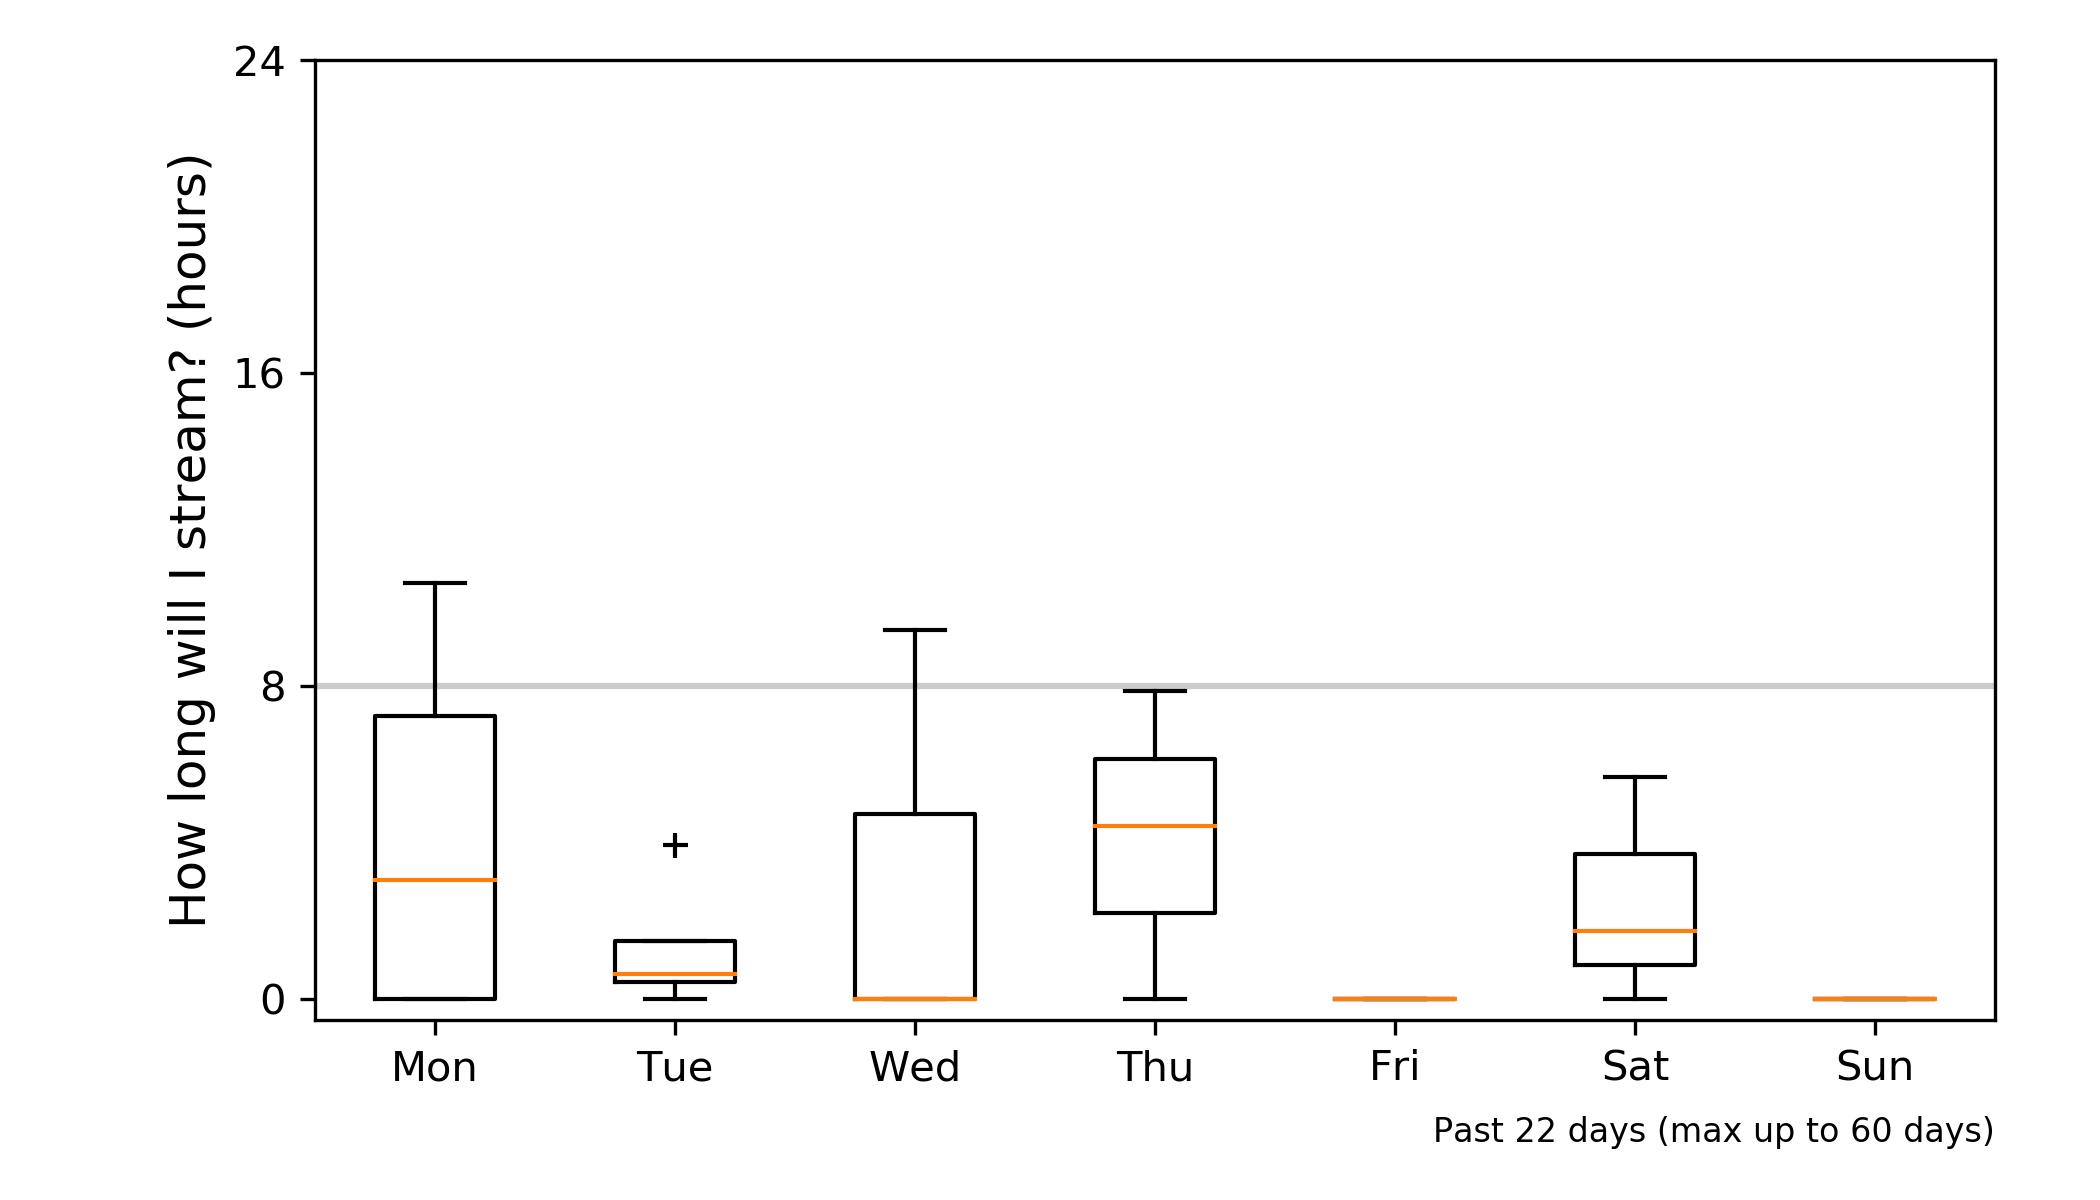 24
16
8
0
How long will I stream? (hours)
Mon Tue Wed Thu Fri Sat Sun
Past 22 days (max up to 60 days)